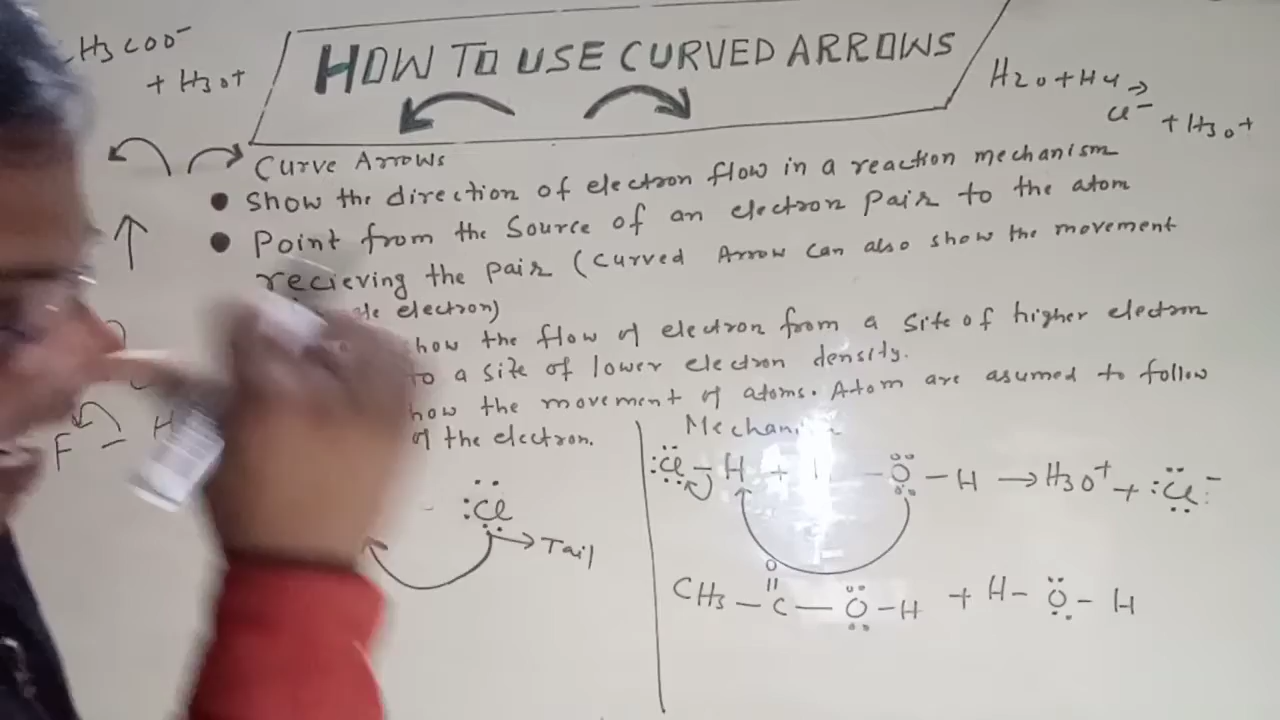 H3COO⁻
+ H3O+
HOW TO USE CURVED ARROWS
H2O + H
Cl⁻ + H3O+
Curve Arrows
● Show the direction of electron flow in a reaction mechanism
● Point from the Source of an electron pair to the atom
recieving the pair (Curved Arrow can also show the movement
electron)
how the flow of electron from a site of higher electron
to a site of lower electron density.
how the movement of atoms. Atom are asumed to follow
of the electron.
F – H
:Cl
Tail
:Cl – H + – O – H → H3O⁺ + :Cl:⁻
O
||
CH3 – C – O – H + H – O – H